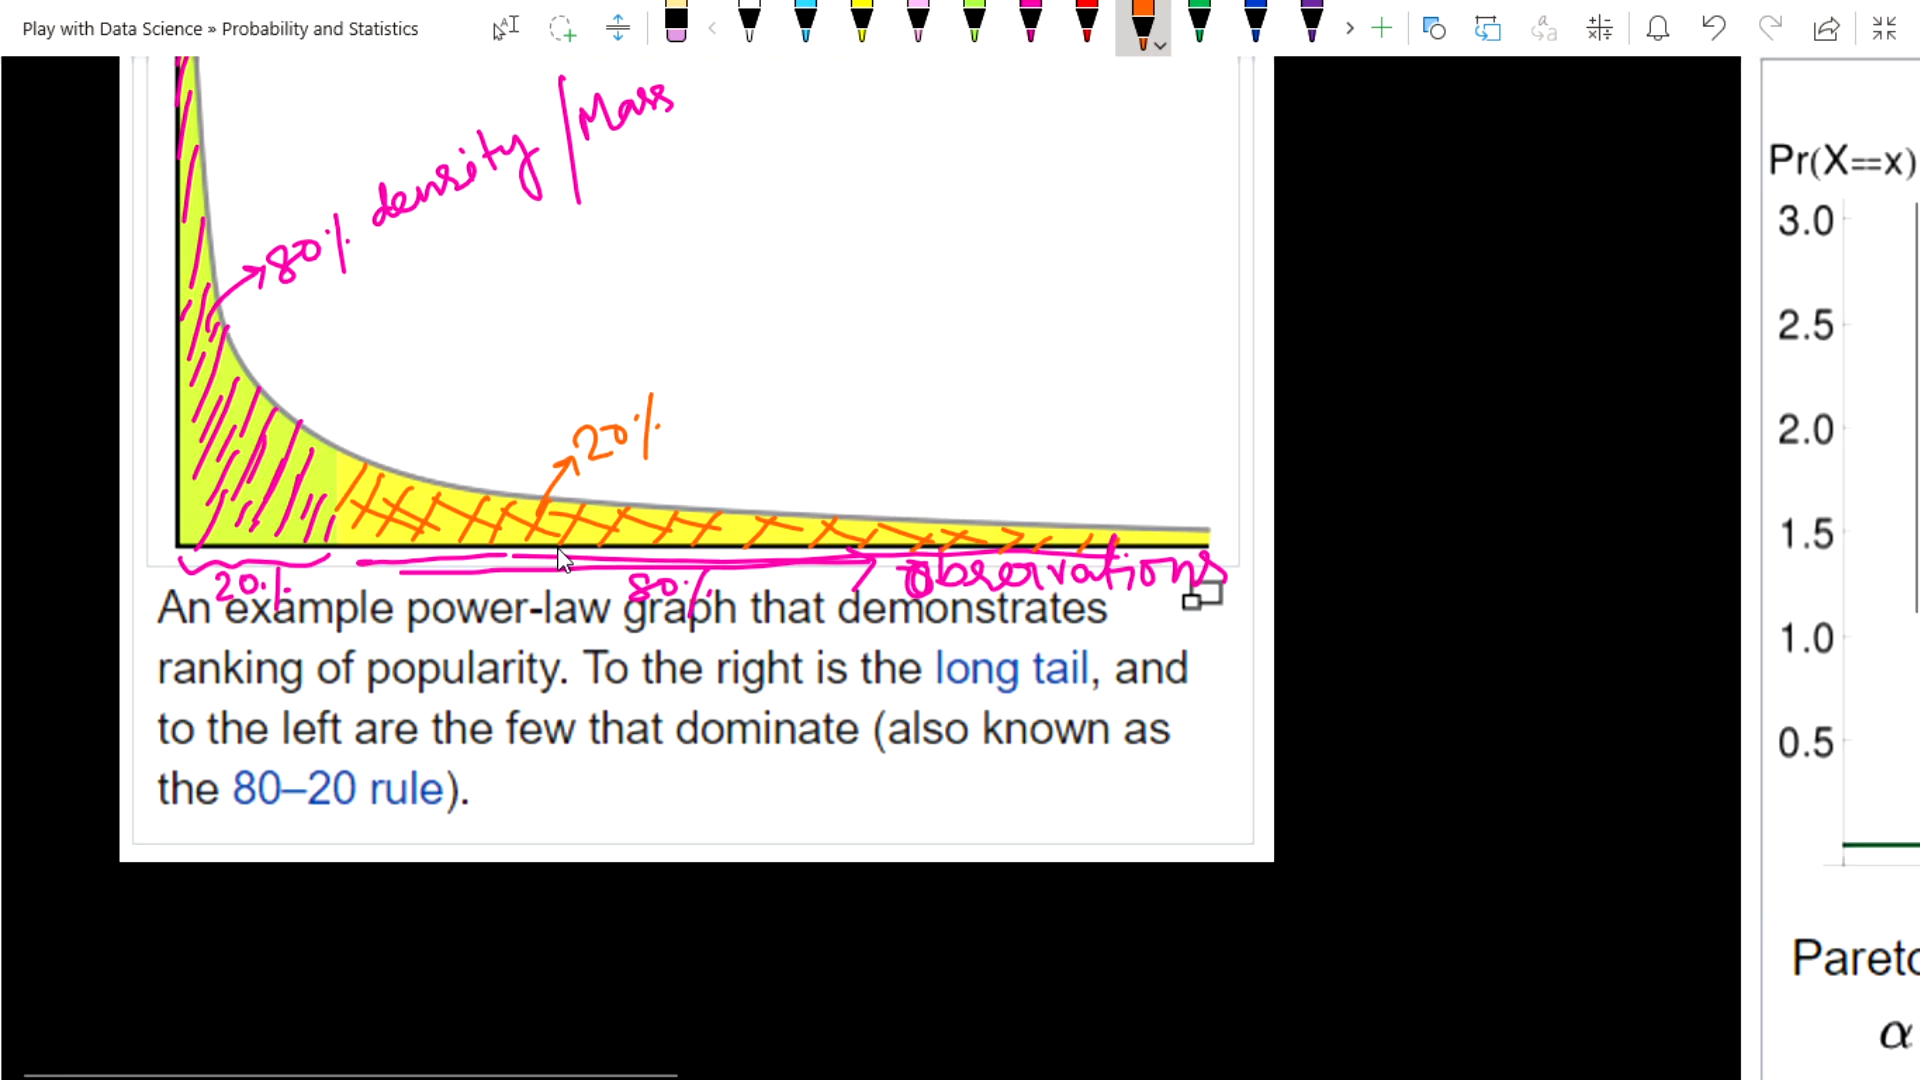 Play with Data Science » Probability and Statistics
80% density / Mass
20%
20%
80%
observations
An example power-law graph that demonstrates
ranking of popularity. To the right is the long tail, and
to the left are the few that dominate (also known as
the 80–20 rule).
Pr(X==x)
3.0
2.5
2.0
1.5
1.0
0.5
Pareto
α